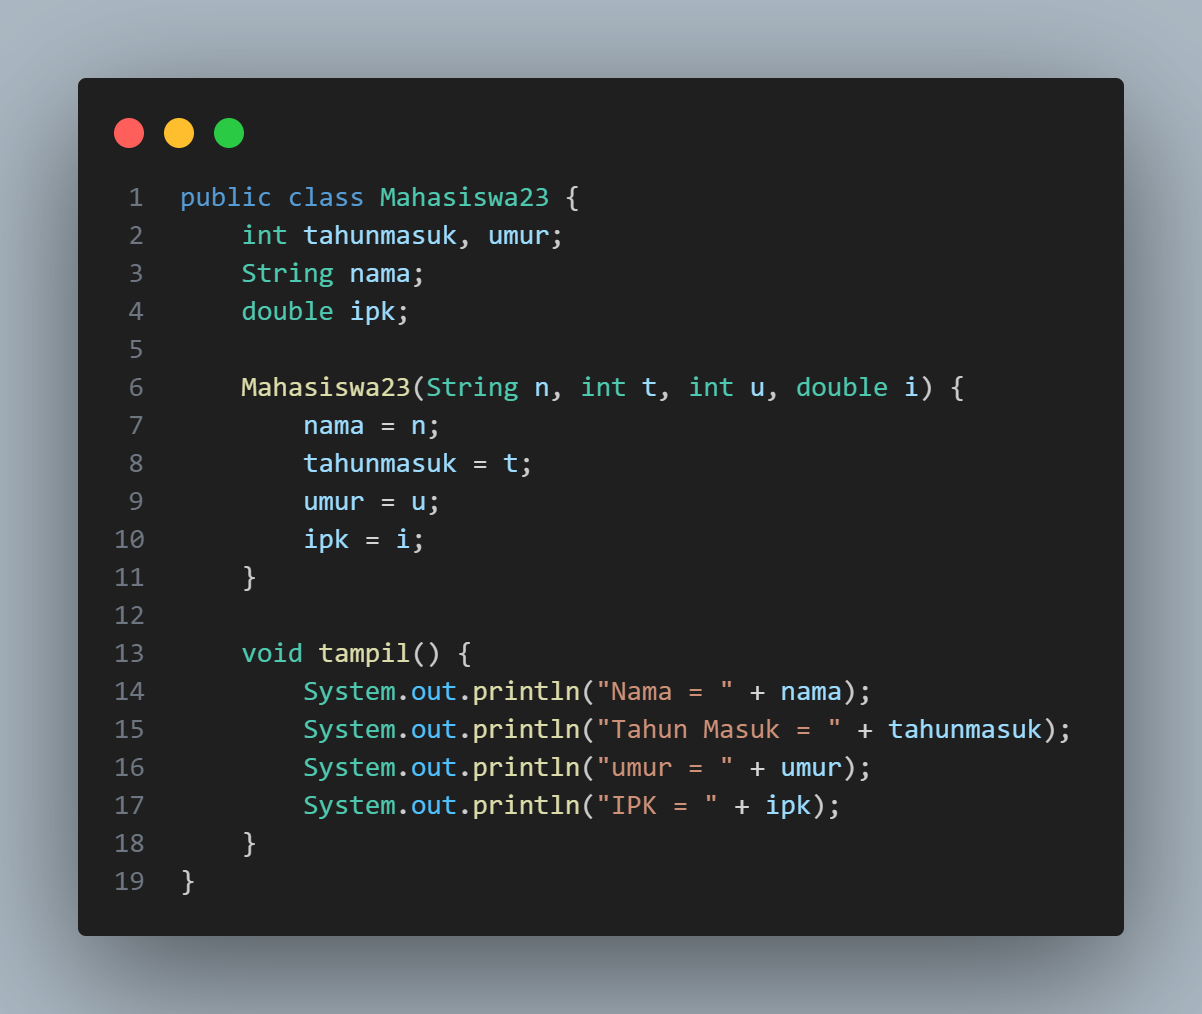 1 public class Mahasiswa23 {
2     int tahunmasuk, umur;
3     String nama;
4     double ipk;
5
6     Mahasiswa23(String n, int t, int u, double i) {
7         nama = n;
8         tahunmasuk = t;
9         umur = u;
10         ipk = i;
11     }
12
13     void tampil() {
14         System.out.println("Nama = " + nama);
15         System.out.println("Tahun Masuk = " + tahunmasuk);
16         System.out.println("umur = " + umur);
17         System.out.println("IPK = " + ipk);
18     }
19 }